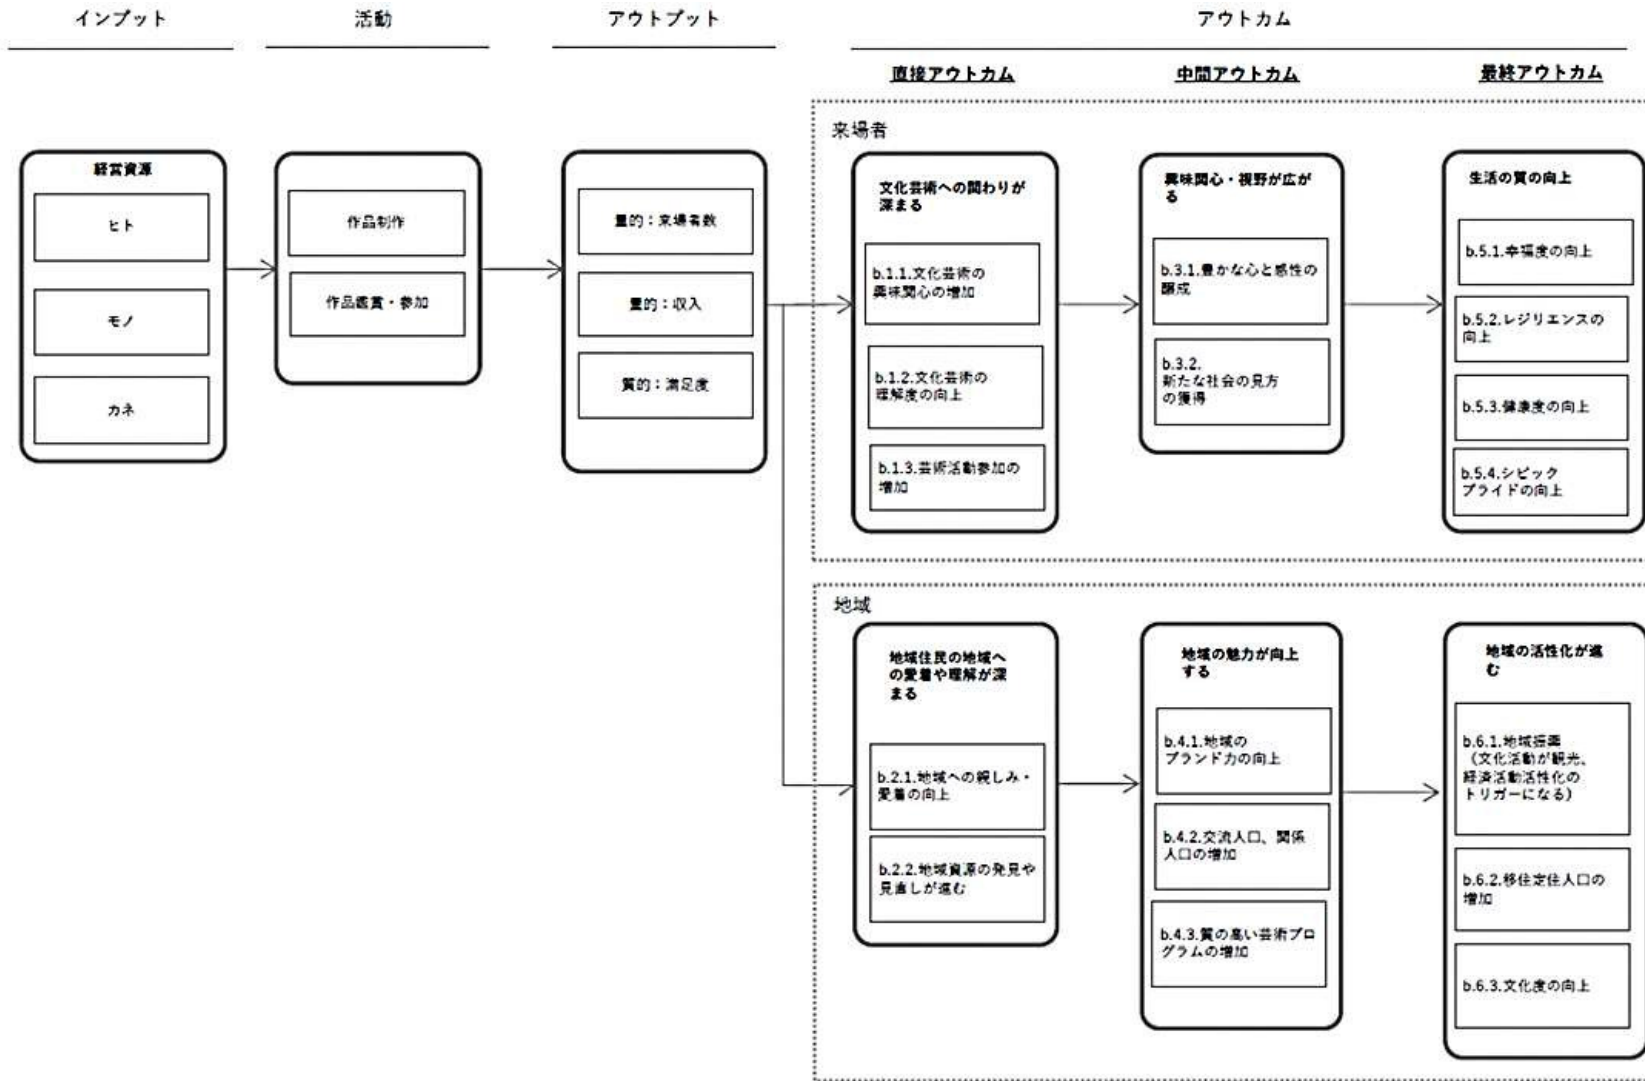 インプット
活動
アウトプット
アウトカム
直接アウトカム
中間アウトカム
最終アウトカム
経営資源
ヒト
モノ
カネ
作品制作
作品鑑賞・参加
量的：来場者数
量的：収入
質的：満足度
来場者
文化芸術への関わりが
深まる
b.1.1.文化芸術の
興味関心の増加
b.1.2.文化芸術の
理解度の向上
b.1.3.芸術活動参加の
増加
興味関心・視野が広が
る
b.3.1.豊かな心と感性の
醸成
b.3.2.
新たな社会の見方
の獲得
生活の質の向上
b.5.1.幸福度の向上
b.5.2.レジリエンスの
向上
b.5.3.健康度の向上
b.5.4.シビック
プライドの向上
地域
地域住民の地域へ
の愛着や理解が深
まる
b.2.1.地域への親しみ・
愛着の向上
b.2.2.地域資源の発見や
見直しが進む
地域の魅力が向上
する
b.4.1.地域の
ブランド力の向上
b.4.2.交流人口、関係
人口の増加
b.4.3.質の高い芸術プロ
グラムの増加
地域の活性化が進
む
b.6.1.地域振興
（文化活動が観光、
経済活動活性化の
トリガーになる）
b.6.2.移住定住人口の
増加
b.6.3.文化度の向上